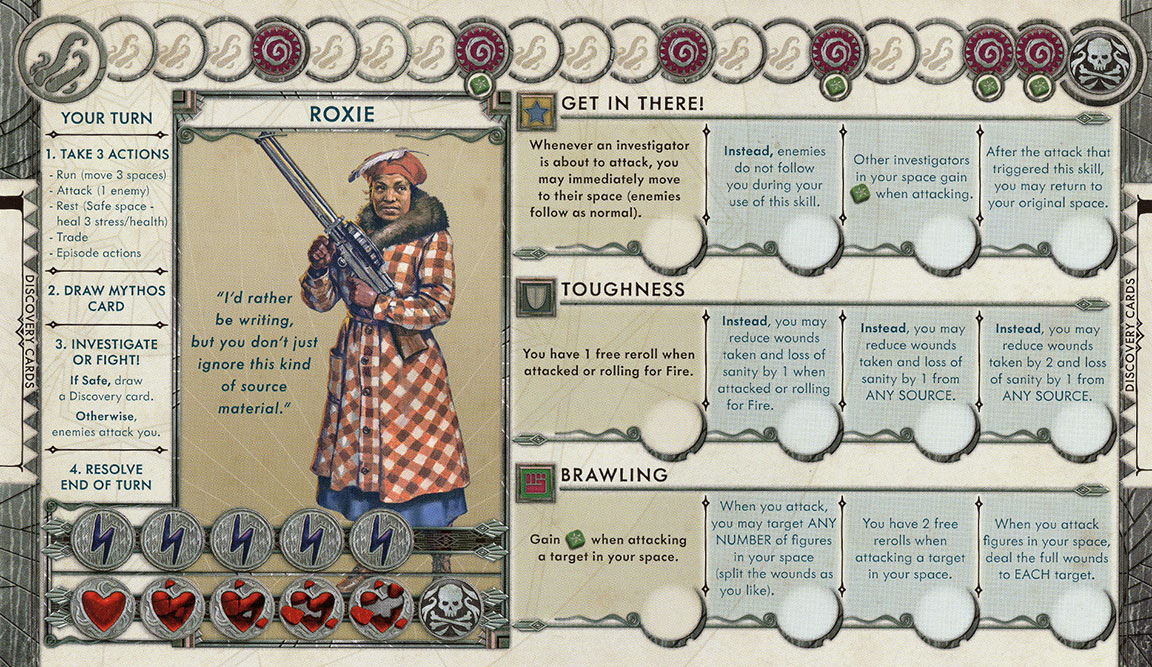 YOUR TURN
1. TAKE 3 ACTIONS
- Run (move 3 spaces)
- Attack (1 enemy)
- Rest (Safe space -
heal 3 stress/health)
- Trade
- Episode actions
2. DRAW MYTHOS
CARD
3. INVESTIGATE
OR FIGHT!
If Safe, draw
a Discovery card.
Otherwise,
enemies attack you.
4. RESOLVE
END OF TURN
DISCOVERY CARDS
ROXIE
“I’d rather
be writing,
but you don’t just
ignore this kind
of source
material.”
GET IN THERE!
Whenever an investigator
is about to attack, you
may immediately move
to their space (enemies
follow as normal).
Instead, enemies
do not follow
you during your
use of this skill.
Other investigators
in your space gain
when attacking.
After the attack that
triggered this skill,
you may return to
your original space.
TOUGHNESS
You have 1 free reroll when
attacked or rolling for Fire.
Instead, you may
reduce wounds
taken and loss of
sanity by 1 when
attacked or rolling
for Fire.
Instead, you may
reduce wounds
taken and loss of
sanity by 1 from
ANY SOURCE.
Instead, you may
reduce wounds
taken by 2 and loss
of sanity by 1 from
ANY SOURCE.
BRAWLING
Gain when attacking
a target in your space.
When you attack,
you may target ANY
NUMBER of figures
in your space
(split the wounds as
you like).
You have 2 free
rerolls when
attacking a target
in your space.
When you attack
figures in your space,
deal the full wounds
to EACH target.
DISCOVERY CARDS